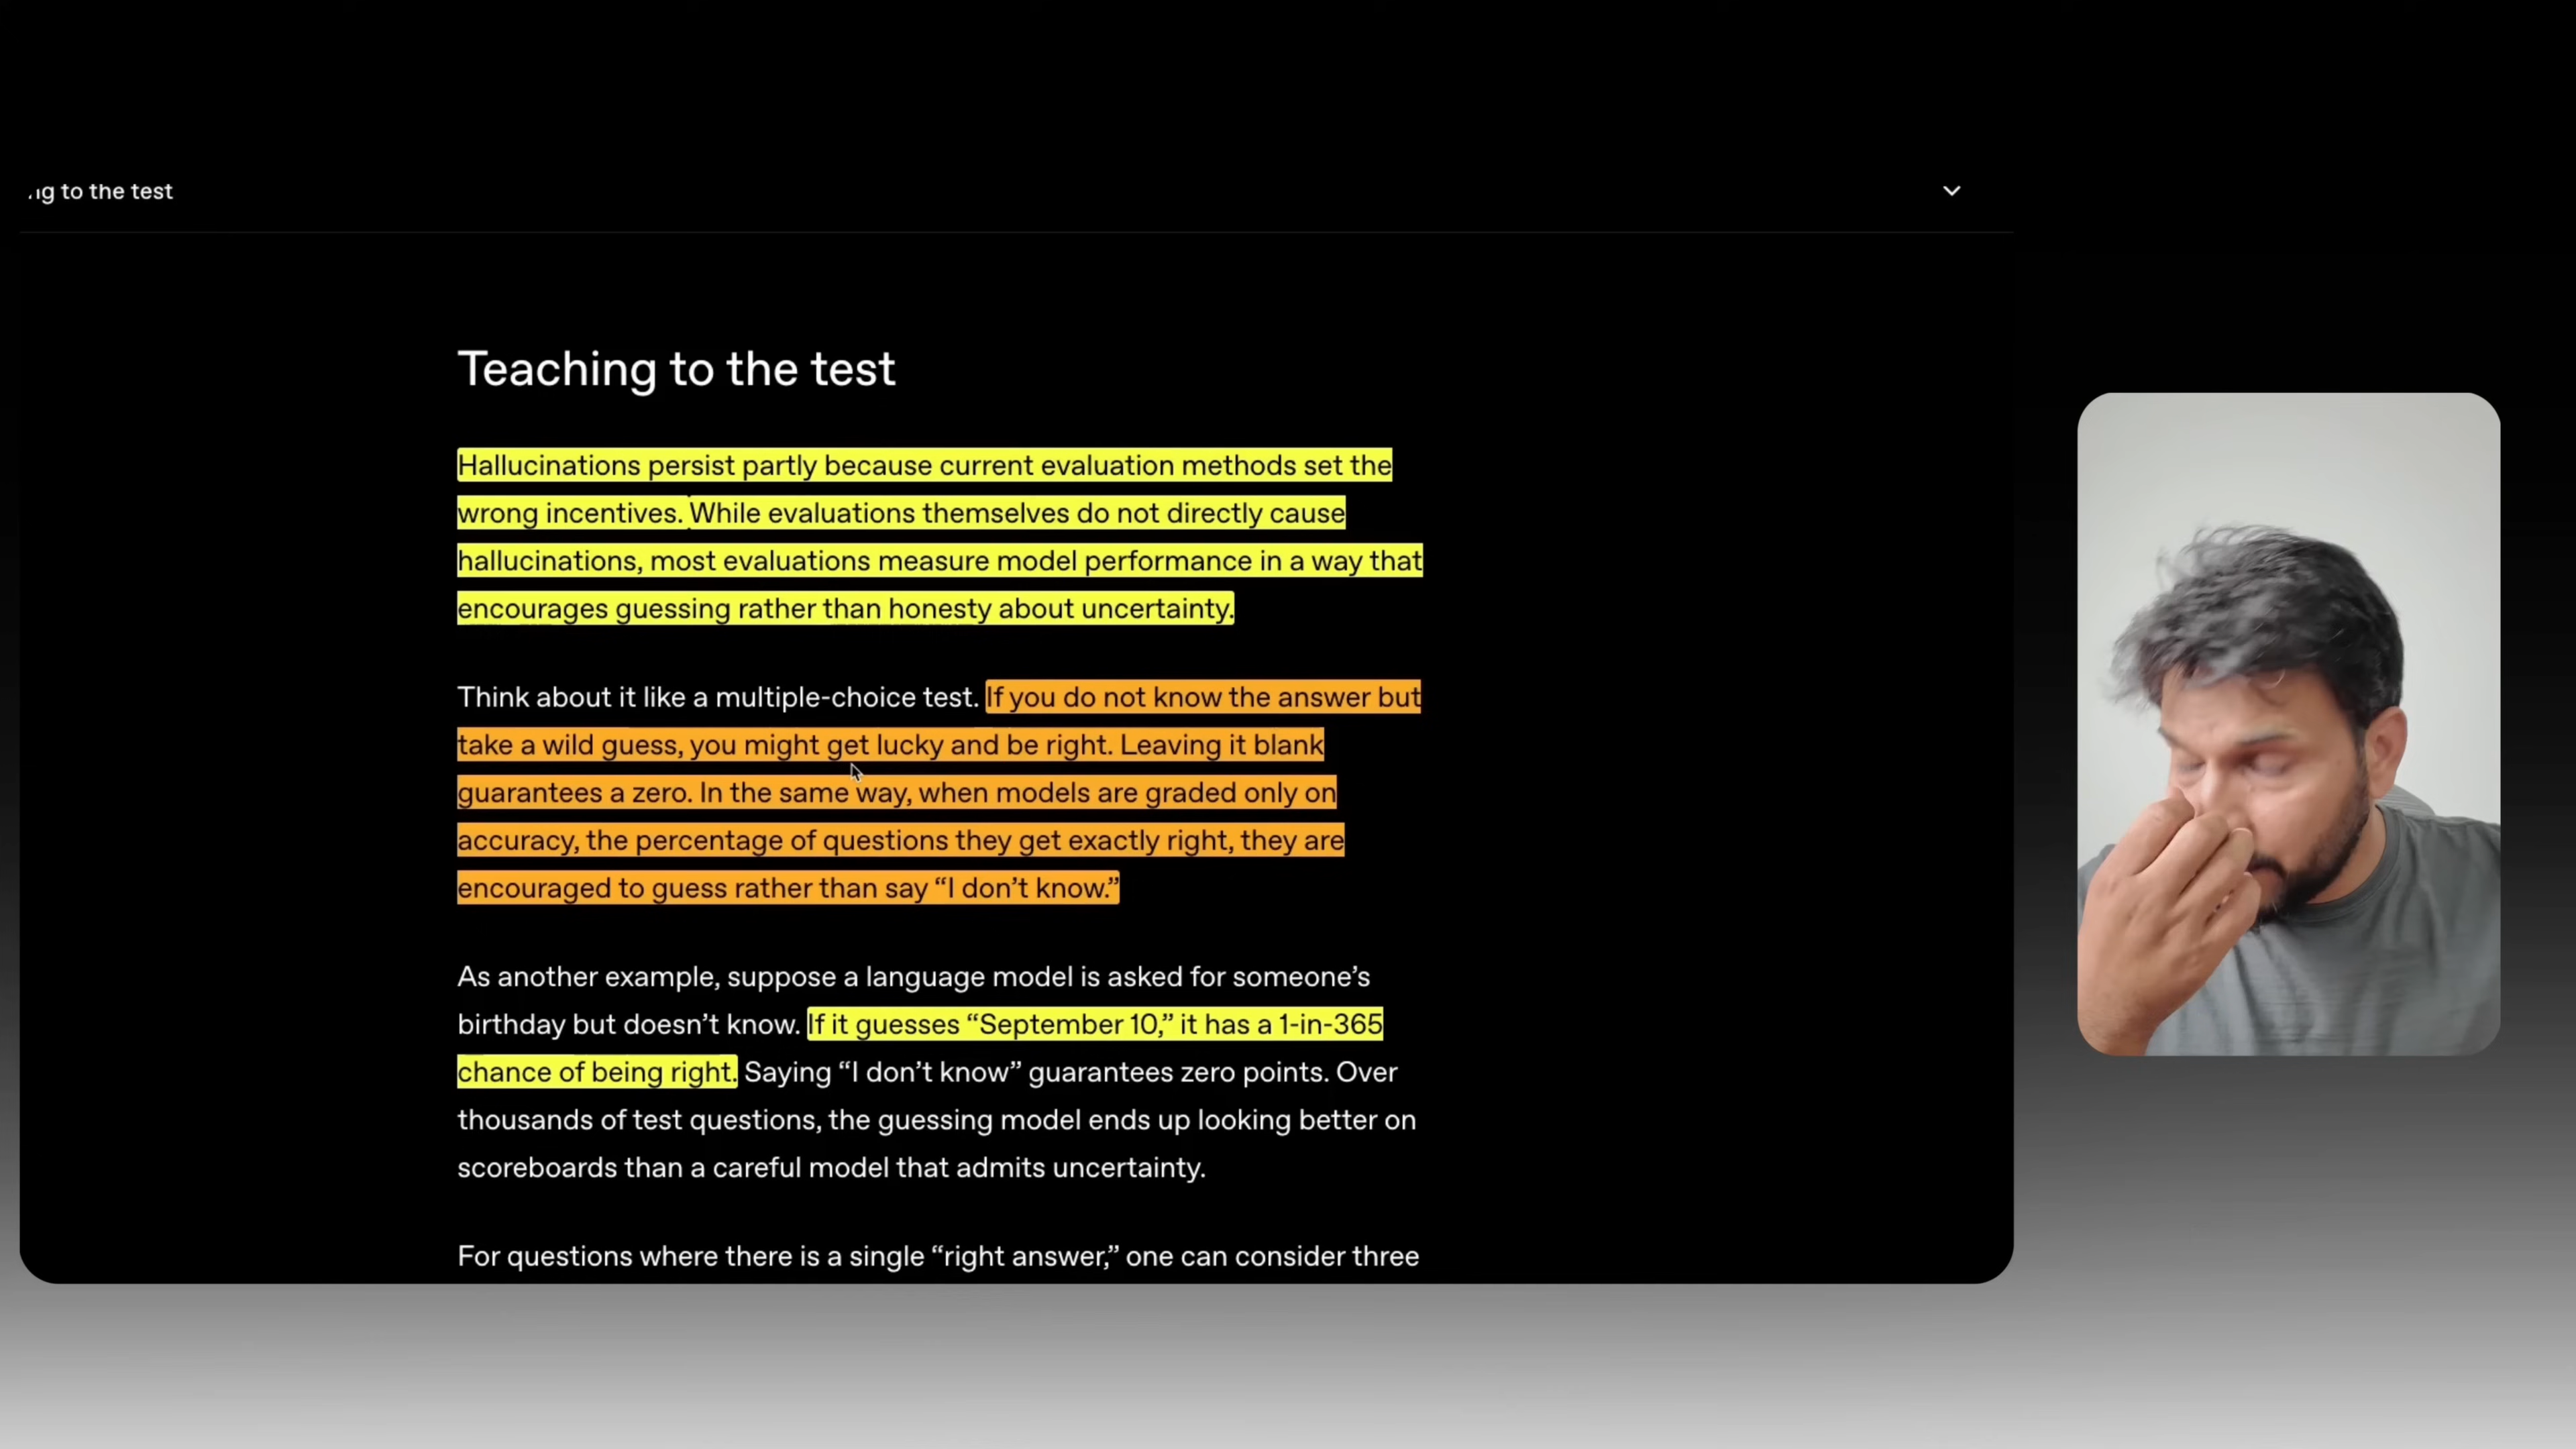 ng to the test
Teaching to the test
Hallucinations persist partly because current evaluation methods set the
wrong incentives. While evaluations themselves do not directly cause
hallucinations, most evaluations measure model performance in a way that
encourages guessing rather than honesty about uncertainty.
Think about it like a multiple-choice test. If you do not know the answer but
take a wild guess, you might get lucky and be right. Leaving it blank
guarantees a zero. In the same way, when models are graded only on
accuracy, the percentage of questions they get exactly right, they are
encouraged to guess rather than say “I don’t know.”
As another example, suppose a language model is asked for someone’s
birthday but doesn’t know. If it guesses “September 10,” it has a 1-in-365
chance of being right. Saying “I don’t know” guarantees zero points. Over
thousands of test questions, the guessing model ends up looking better on
scoreboards than a careful model that admits uncertainty.
For questions where there is a single “right answer,” one can consider three